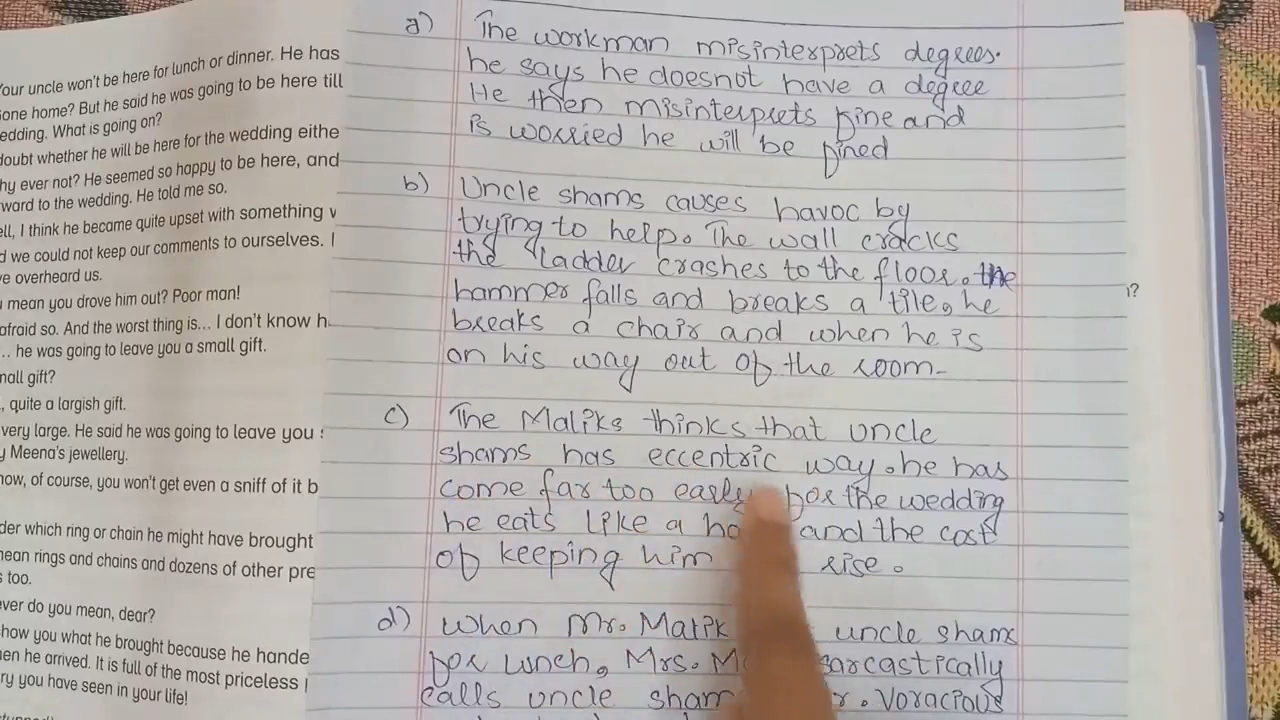 Your uncle won't be here for lunch or dinner. He has
one home? But he said he was going to be here till
edding. What is going on?
doubt whether he will be here for the wedding eithe
hy ever not? He seemed so happy to be here, and
ward to the wedding. He told me so.
ell, I think he became quite upset with something
d we could not keep our comments to ourselves. I
ve overheard us.
mean you drove him out? Poor man!
afraid so. And the worst thing is... I don't know h
.. he was going to leave you a small gift.
mall gift?
, quite a largish gift.
very large. He said he was going to leave you
y Meena's jewellery.
now, of course, you won't get even a sniff of it b
der which ring or chain he might have brought
mean rings and chains and dozens of other pre
s too.
ever do you mean, dear?
show you what he brought because he hande
hen he arrived. It is full of the most priceless
ry you have seen in your life!
a) The workman misinterprets degrees.
he says he doesnot have a degree
He then misinterprets fine and
is worried he will be fined
b) Uncle shams causes havoc by
trying to help. The wall cracks
the ladder crashes to the floor. the
hammer falls and breaks a tile, he
breaks a chair and when he is
on his way out of the room-
c) The Maliks thinks that uncle
shams has eccentric way. he has
come far too early for the wedding
he eats like a and the cost
of keeping him rise.
d) When Mr. Malik uncle shams
for lunch, Mrs. sarcastically
calls uncle sham . Voracious
?